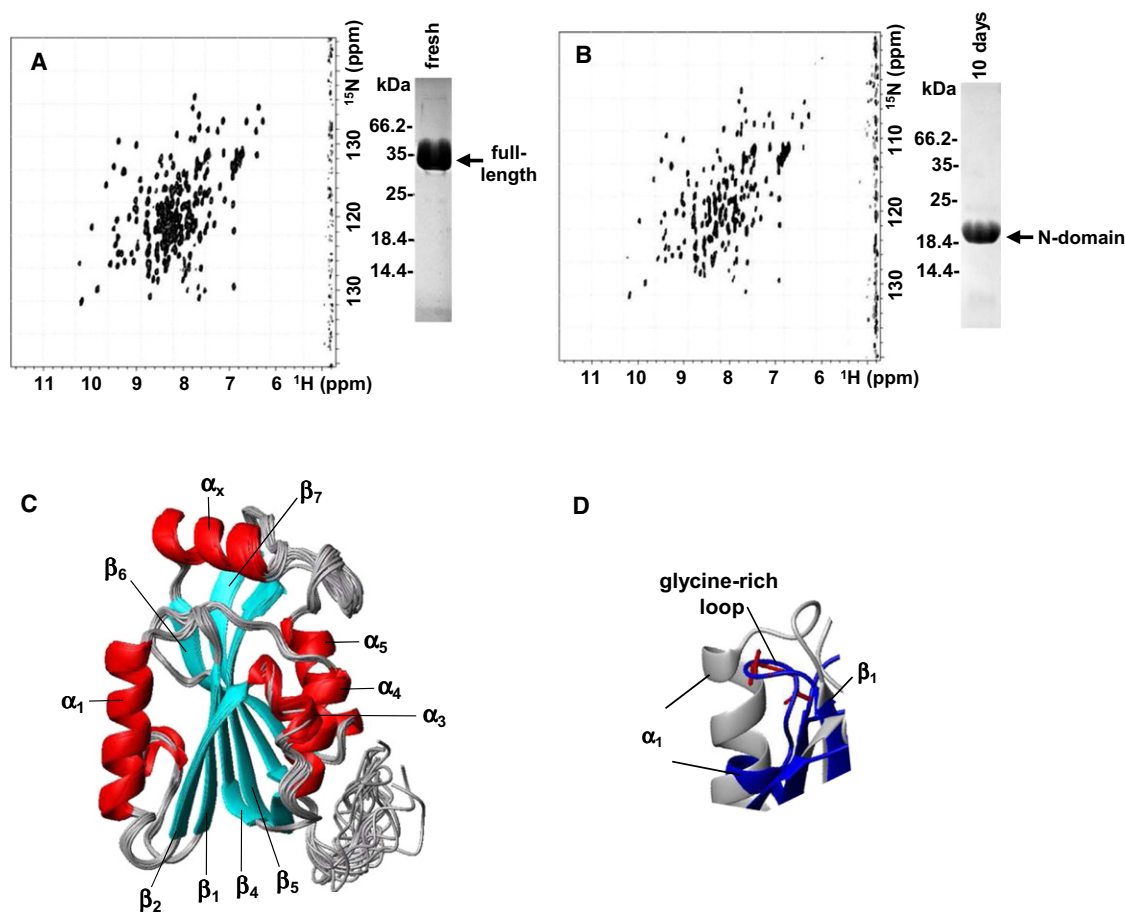 A
fresh
kDa
66.2-
35-
25-
18.4-
14.4-
full-
length
¹⁵N (ppm)
130
120
130
11 10 9 8 7 6 ¹H (ppm)
B
10 days
kDa
66.2-
35-
25-
18.4-
14.4-
N-domain
¹⁵N (ppm)
110
120
130
11 10 9 8 7 6 ¹H (ppm)
C
αx
β7
β6
α5
α4
α3
α1
β2
β1
β4
β5
D
glycine-rich
loop
β1
α1